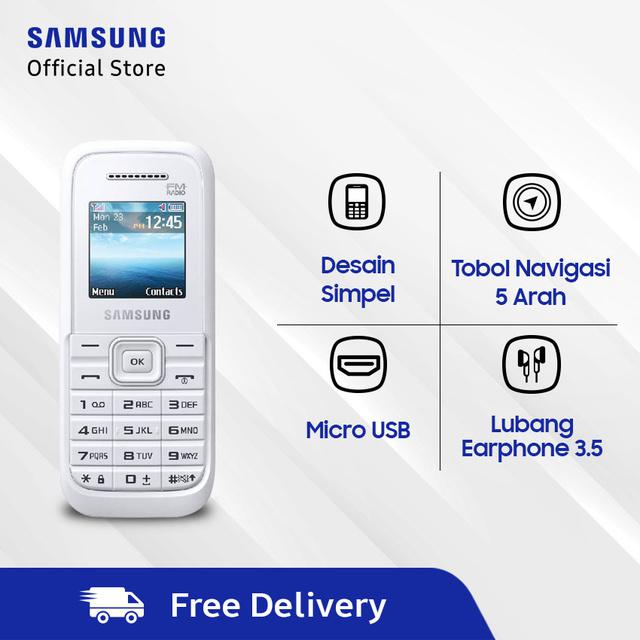 SAMSUNG
Official Store
FM
RADIO
Mon 23
Feb
PM 12:45
Menu Contacts
SAMSUNG
OK
1
2 ABC
3 DEF
4 GHI
5 JKL
6 MNO
7 PQRS
8 TUV
9 WXYZ
* 0 + #
Desain
Simpel
Tobol Navigasi
5 Arah
Micro USB
Lubang
Earphone 3.5
Free Delivery